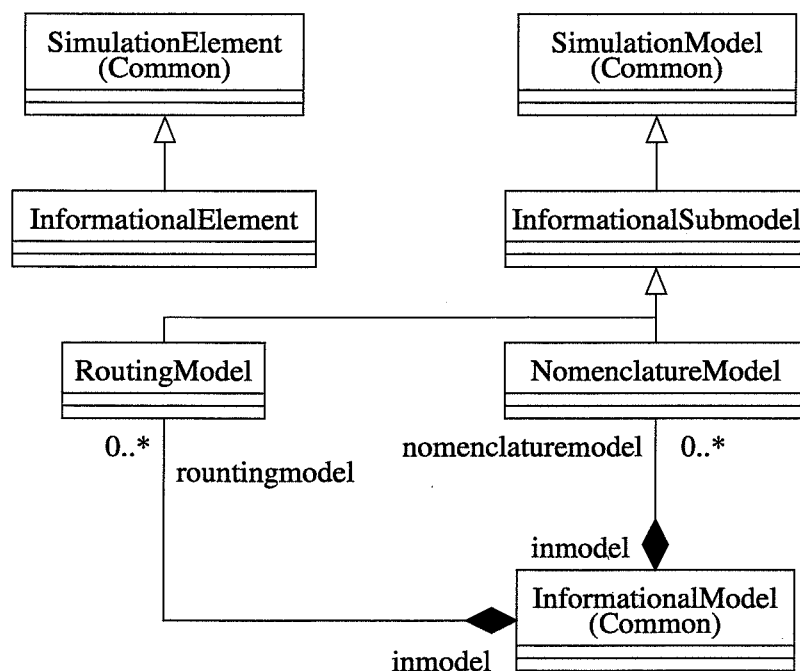 SimulationElement
(Common)
SimulationModel
(Common)
InformationalElement
InformationalSubmodel
RoutingModel
NomenclatureModel
0..*
rountingmodel
nomenclaturemodel
0..*
inmodel
InformationalModel
(Common)
inmodel